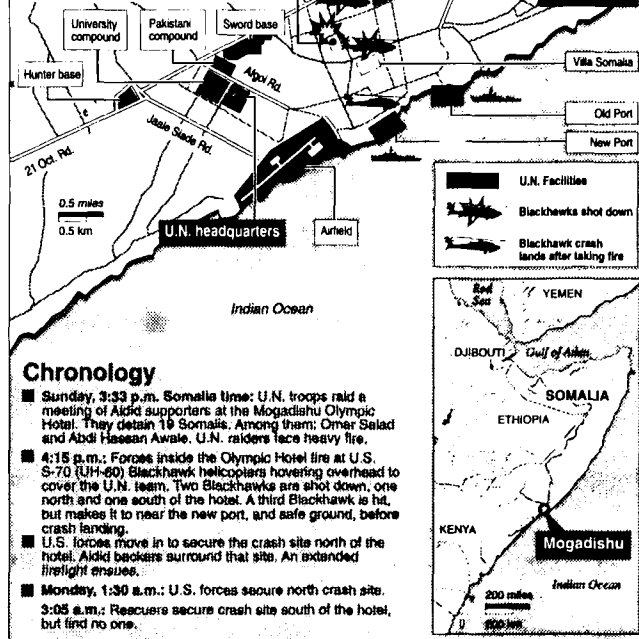 University compound
Pakistani compound
Sword base
Hunter base
Villa Somalia
Algoi Rd.
Jaale Siade Rd.
21 Oct. Rd.
Old Port
New Port
0.5 miles
0.5 km
U.N. headquarters
Airfield
U.N. Facilities
Blackhawks shot down
Blackhawk crash
lands after taking fire
Indian Ocean
Chronology
Sunday, 3:33 p.m. Somalia time: U.N. troops raid a
meeting of Aidid supporters at the Mogadishu Olympic
Hotel. They detain 19 Somalis. Among them: Omar Salad
and Abdi Hassan Awale. U.N. raiders face heavy fire.
4:15 p.m.: Forces inside the Olympic Hotel fire at U.S.
S-70 (UH-60) Blackhawk helicopters hovering overhead to
cover the U.N. team. Two Blackhawks are shot down, one
north and one south of the hotel. A third Blackhawk is hit,
but makes it to near the new port, and safe ground, before
crash landing.
U.S. forces move in to secure the crash site north of the
hotel. Aidid backers surround that site. An extended
firefight ensues.
Monday, 1:30 a.m.: U.S. forces secure north crash site.
3:05 a.m.: Rescuers secure crash site south of the hotel,
but find no one.
Red Sea
YEMEN
DJIBOUTI
Gulf of Aden
SOMALIA
ETHIOPIA
KENYA
Mogadishu
Indian Ocean
200 miles
200 km